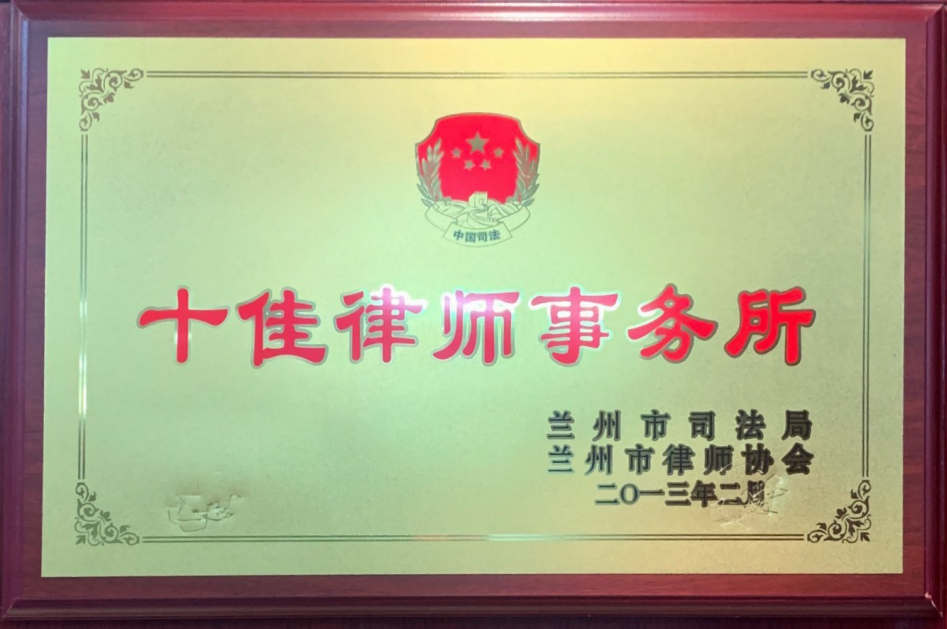 中国司法
十佳律师事务所
兰州市司法局
兰州市律师协会
二〇一三年二月